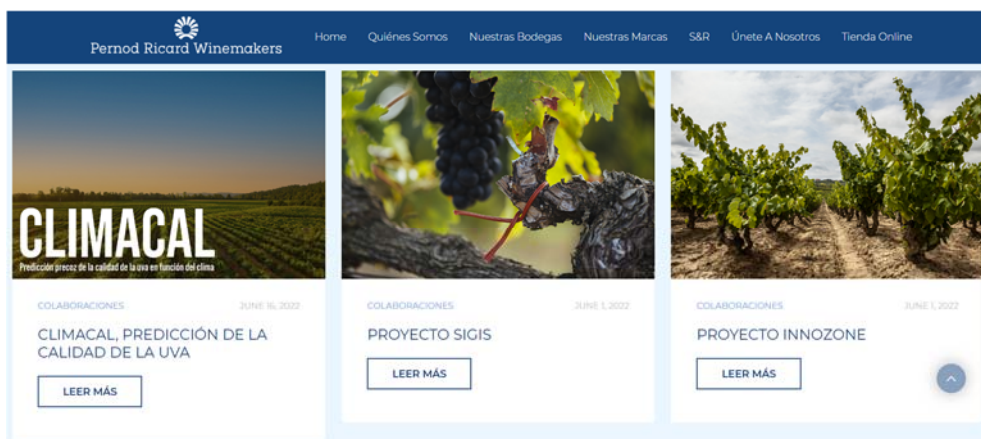 Pernod Ricard Winemakers
Home Quiénes Somos Nuestras Bodegas Nuestras Marcas S&R Únete A Nosotros Tienda Online
CLIMACAL
Predicción precoz de la calidad de la uva en función del clima
COLABORACIONES JUNE 16, 2022
CLIMACAL, PREDICCIÓN DE LA
CALIDAD DE LA UVA
LEER MÁS
COLABORACIONES JUNE 1, 2022
PROYECTO SIGIS
LEER MÁS
COLABORACIONES JUNE 1, 2022
PROYECTO INNOZONE
LEER MÁS